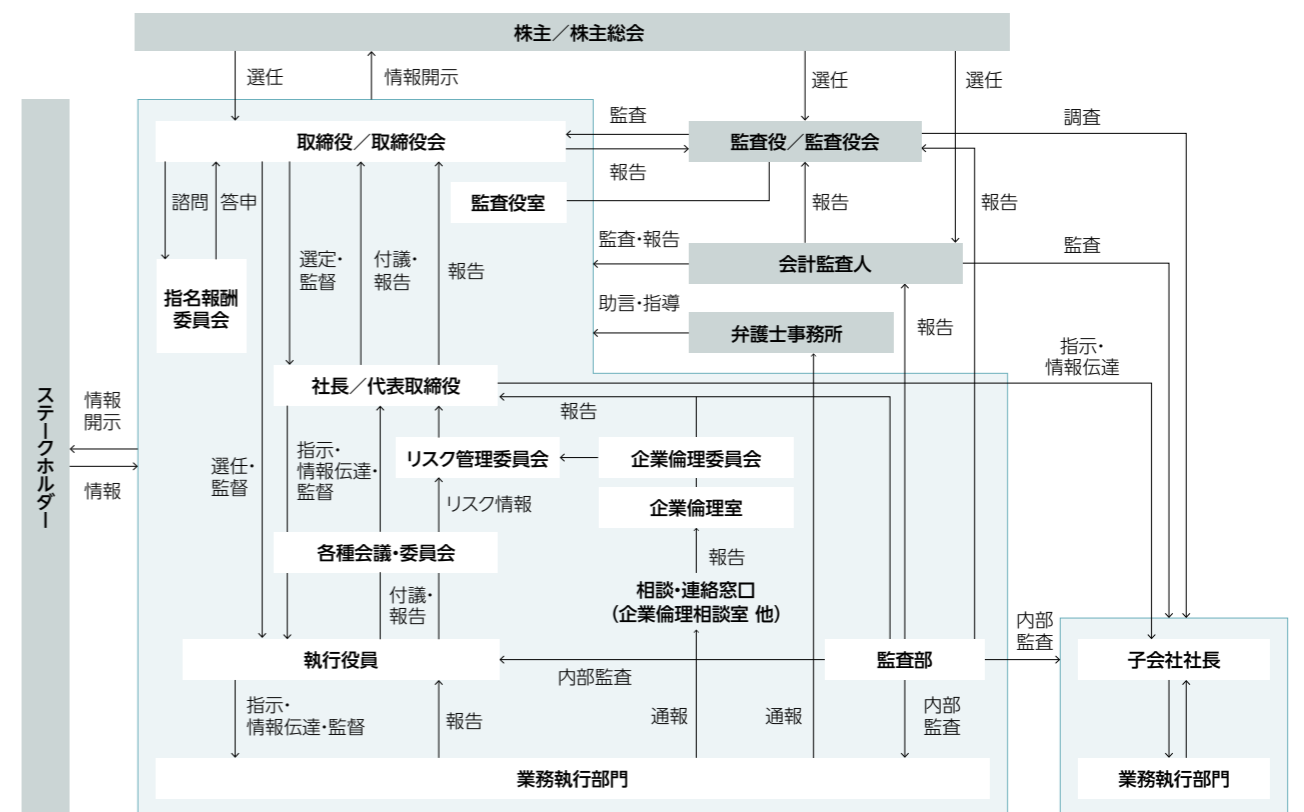 株主／株主総会
選任
情報開示
選任
選任
取締役／取締役会
監査
報告
監査役／監査役会
調査
諮問
答申
監査役室
報告
報告
選定・
監督
付議・
報告
報告
監査・報告
会計監査人
監査
指名報酬
委員会
助言・指導
弁護士事務所
報告
指示・
情報伝達
社長／代表取締役
報告
ステークホルダー
情報
開示
情報
選任・
監督
指示・
情報伝達・
監督
リスク管理委員会
企業倫理委員会
リスク情報
企業倫理室
各種会議・委員会
報告
付議・
報告
相談・連絡窓口
（企業倫理相談室 他）
執行役員
内部監査
監査部
内部
監査
子会社社長
指示・
情報伝達・監督
報告
通報
通報
内部
監査
業務執行部門
業務執行部門